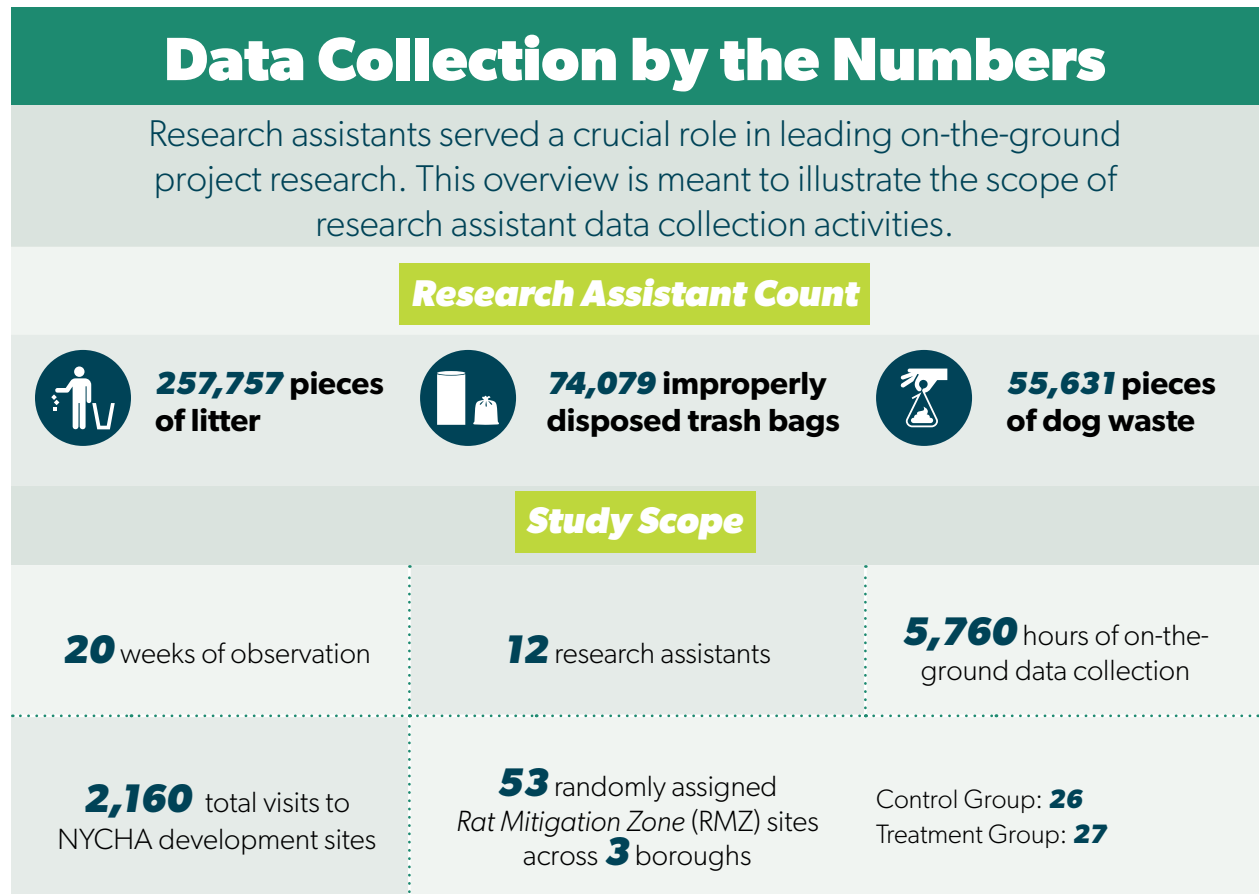 Data Collection by the Numbers
Research assistants served a crucial role in leading on-the-ground
project research. This overview is meant to illustrate the scope of
research assistant data collection activities.
Research Assistant Count
257,757 pieces
of litter
74,079 improperly
disposed trash bags
55,631 pieces
of dog waste
Study Scope
20 weeks of observation
12 research assistants
5,760 hours of on-the-
ground data collection
2,160 total visits to
NYCHA development sites
53 randomly assigned
Rat Mitigation Zone (RMZ) sites
across 3 boroughs
Control Group: 26
Treatment Group: 27